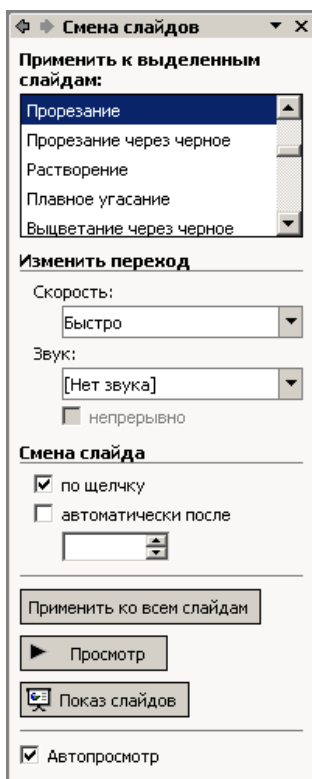 Смена слайдов
Применить к выделенным
слайдам:
Прорезание
Прорезание через черное
Растворение
Плавное угасание
Выцветание через черное
Изменить переход
Скорость:
Быстро
Звук:
[Нет звука]
непрерывно
Смена слайда
по щелчку
автоматически после
Применить ко всем слайдам
Просмотр
Показ слайдов
Автопросмотр